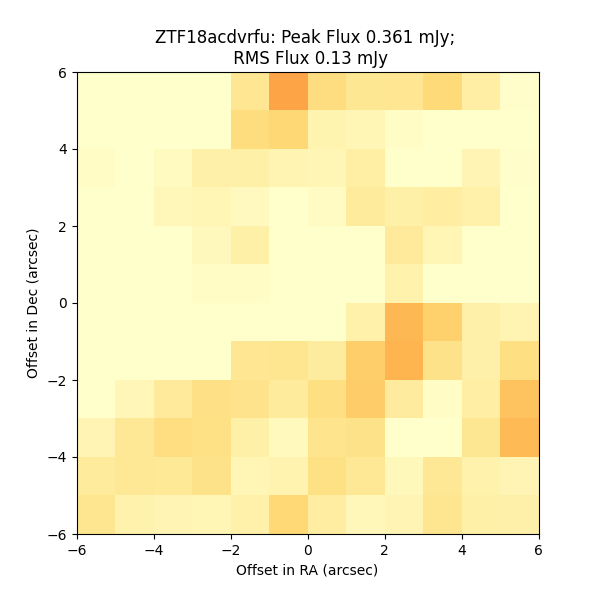 ZTF18acdvrfu: Peak Flux 0.361 mJy;
RMS Flux 0.13 mJy
6
4
2
0
−2
−4
−6
Offset in Dec (arcsec)
−6 −4 −2 0 2 4 6
Offset in RA (arcsec)